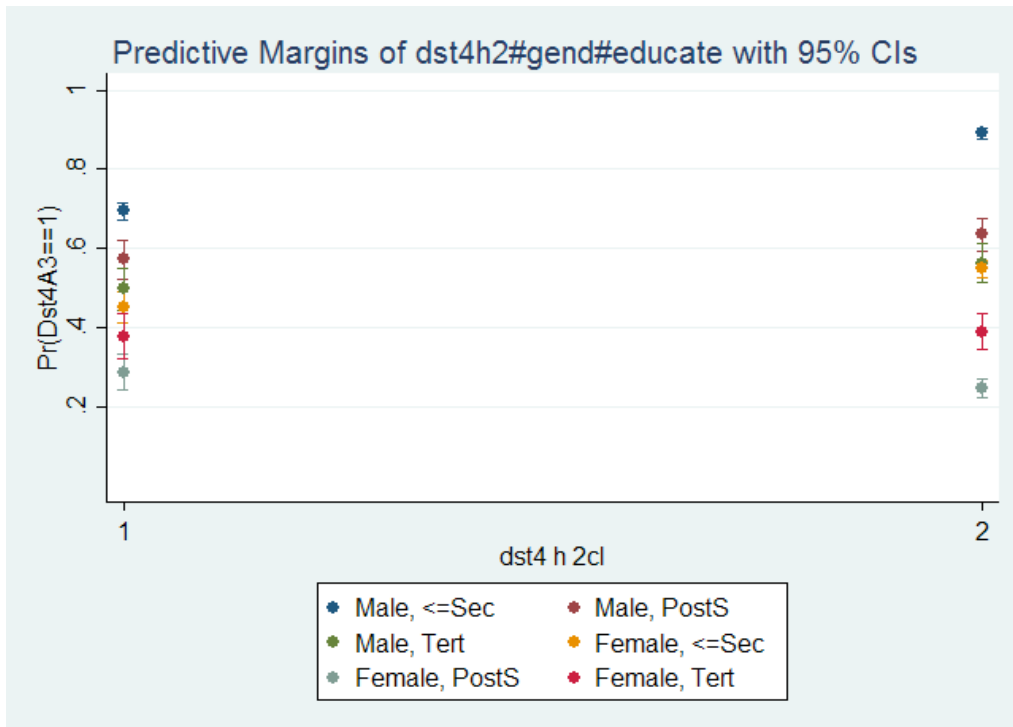 Predictive Margins of dst4h2#gend#educate with 95% CIs
Pr(Dst4A3==1)
1
.8
.6
.4
.2
1 2
dst4 h 2cl
Male, <=Sec Male, PostS
Male, Tert Female, <=Sec
Female, PostS Female, Tert